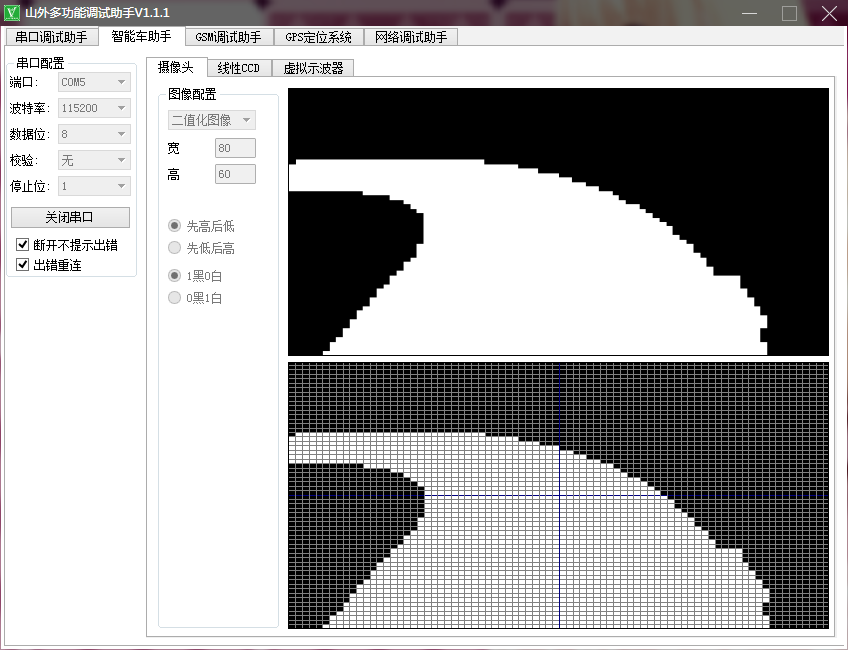 山外多功能调试助手V1.1.1
串口调试助手 智能车助手 GSM调试助手 GPS定位系统 网络调试助手
串口配置
端口: COM5
波特率: 115200
数据位: 8
校验: 无
停止位: 1
关闭串口
断开不提示出错
出错重连
摄像头 线性CCD 虚拟示波器
图像配置
二值化图像
宽 80
高 60
先高后低
先低后高
1黑0白
0黑1白